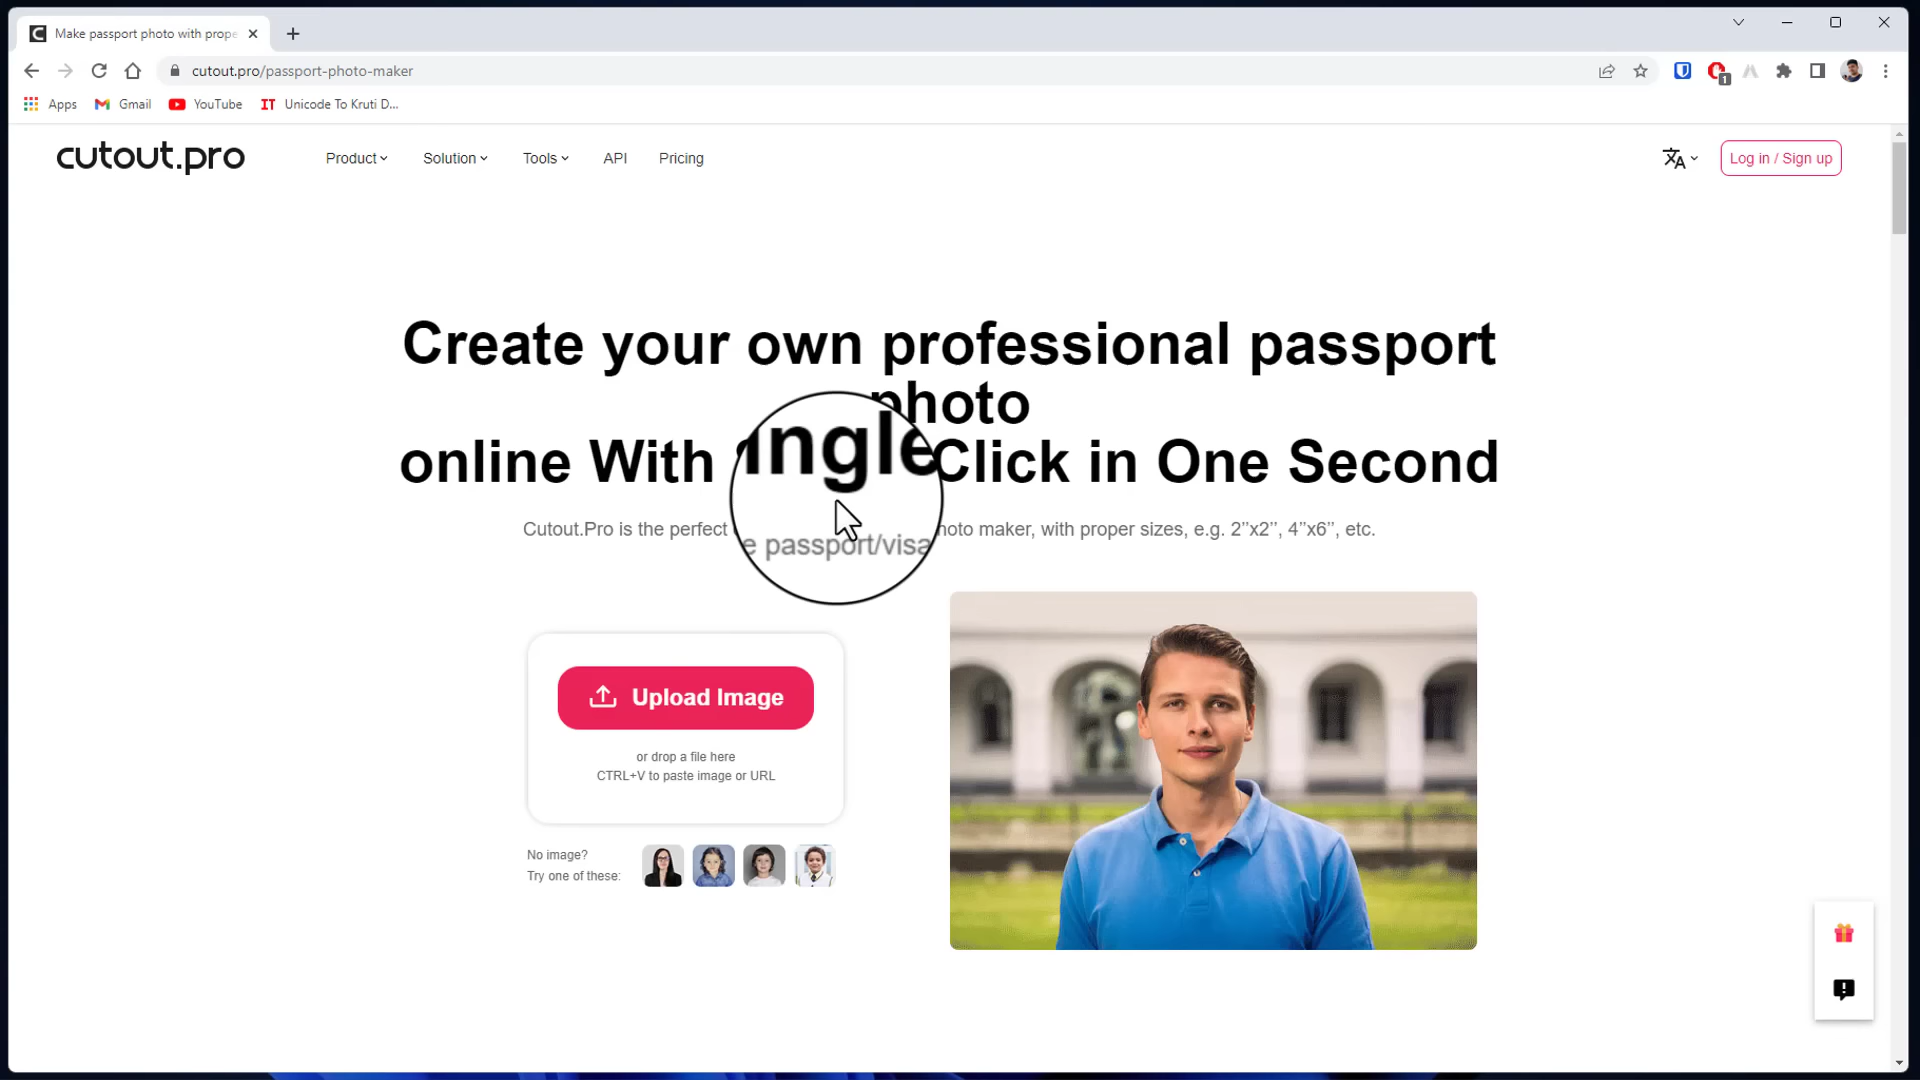 Make passport photo with prope
cutout.pro/passport-photo-maker
1
Apps Gmail YouTube IT Unicode To Kruti D...
cutout.pro Product Solution Tools API Pricing Log in / Sign up
Create your own professional passport
photo
online With ingle Click in One Second
Cutout.Pro is the perfect e passport/visa hoto maker, with proper sizes, e.g. 2’’x2’’, 4’’x6’’, etc.
Upload Image
or drop a file here
CTRL+V to paste image or URL
No image?
Try one of these: